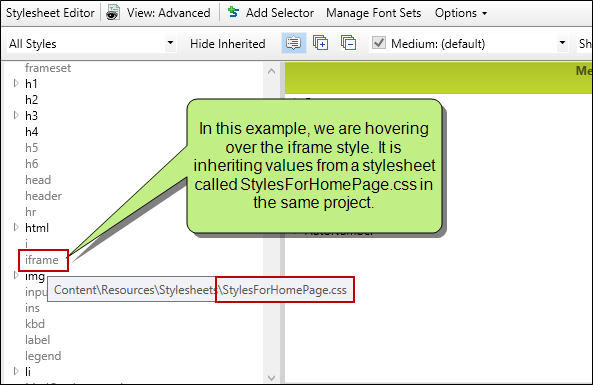 Stylesheet Editor View: Advanced Add Selector Manage Font Sets Options
All Styles Hide Inherited Medium: (default) Sh
frameset
h1
h2
h3
h4
h5
h6
head
header
hr
html
i
iframe
img
inpu
ins
kbd
label
legend
li
In this example, we are hovering
over the iframe style. It is
inheriting values from a stylesheet
called StylesForHomePage.css in
the same project.
Content\Resources\Stylesheets\StylesForHomePage.css
Me